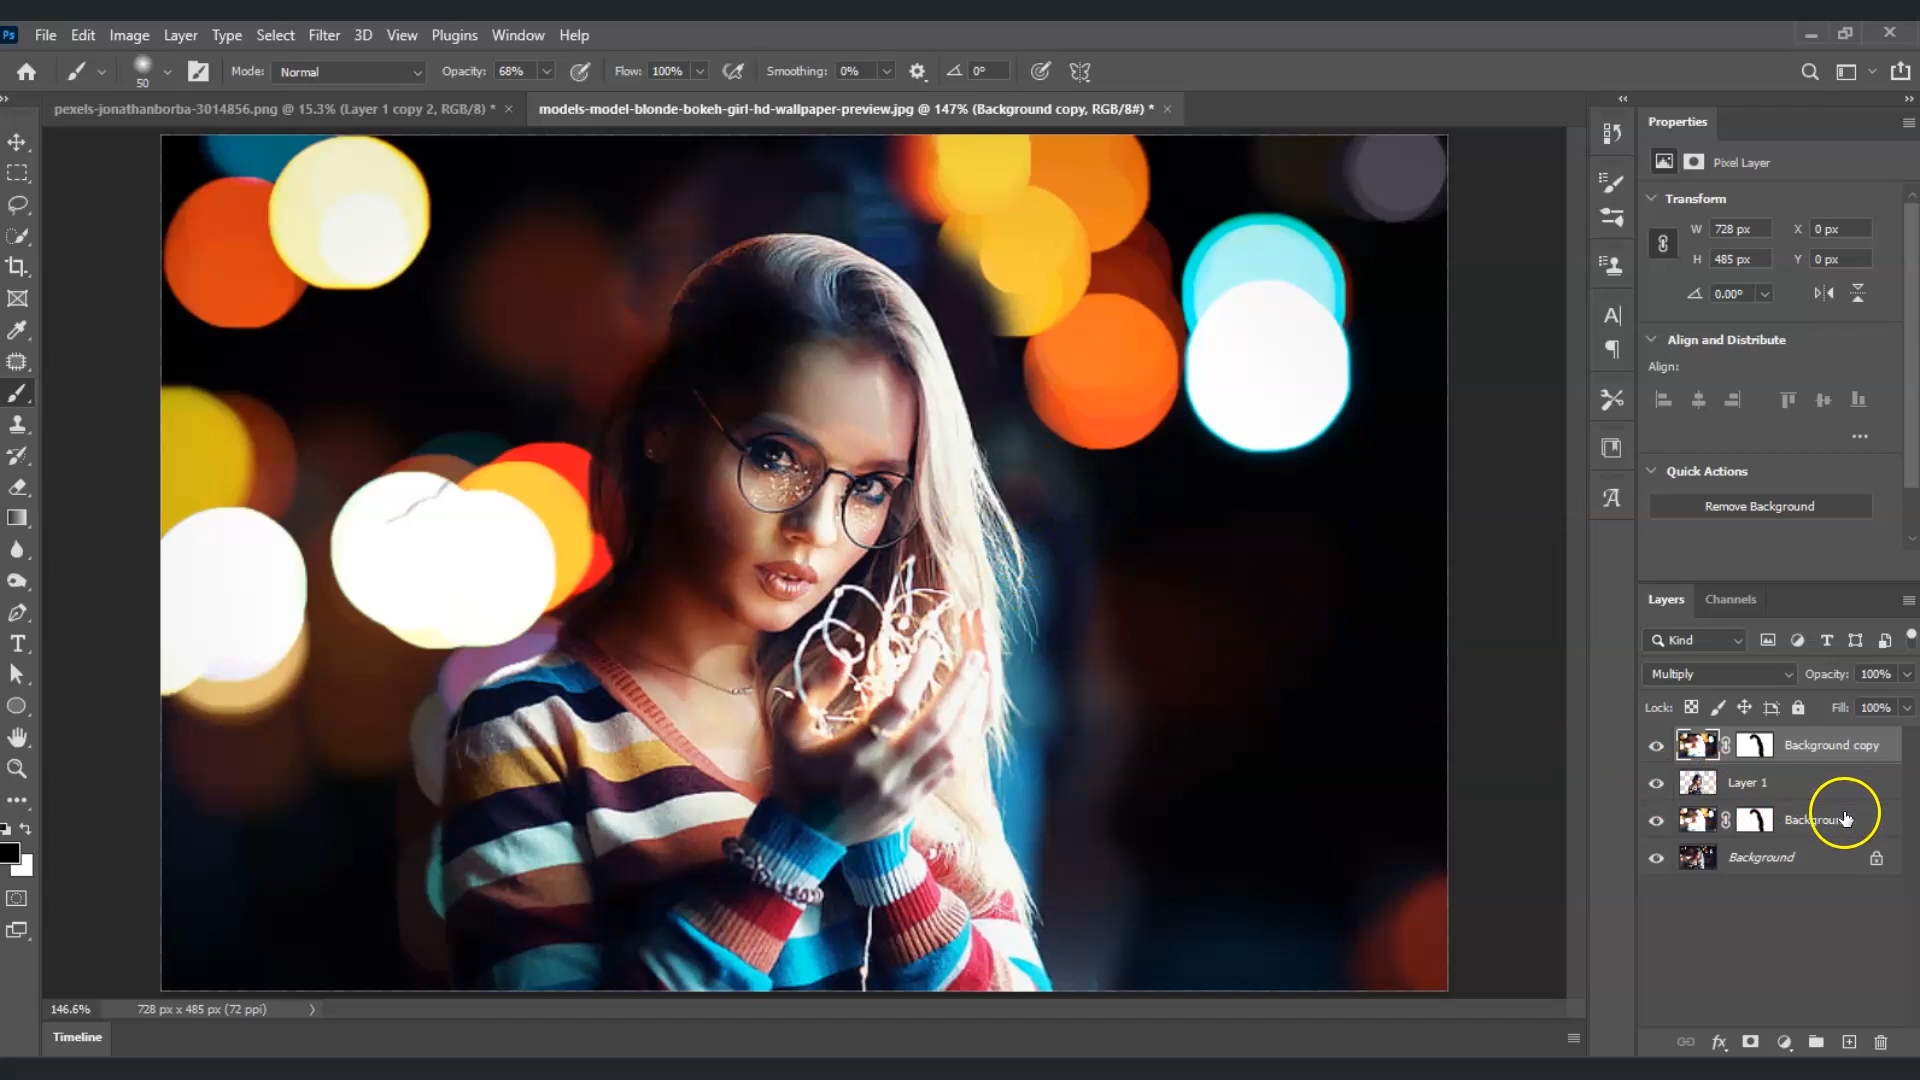 Ps File Edit Image Layer Type Select Filter 3D View Plugins Window Help
50 Mode: Normal Opacity: 68% Flow: 100% Smoothing: 0% 0°
pexels-jonathanborba-3014856.png @ 15.3% (Layer 1 copy 2, RGB/8) * × models-model-blonde-bokeh-girl-hd-wallpaper-preview.jpg @ 147% (Background copy, RGB/8#) * ×
Properties
Pixel Layer
Transform
W 728 px X 0 px
H 485 px Y 0 px
0.00°
Align and Distribute
Align:
Quick Actions
Remove Background
Layers Channels
Kind
Multiply Opacity: 100%
Lock: Fill: 100%
Background copy
Layer 1
Background
146.6% 728 px x 485 px (72 ppi)
Timeline